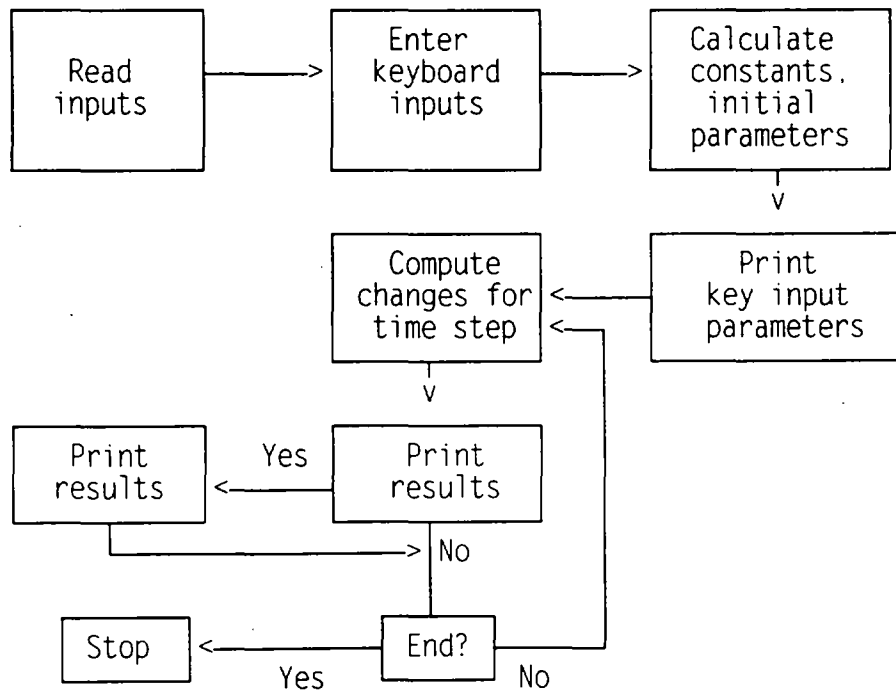 Read
inputs
Enter
keyboard
inputs
Calculate
constants.
initial
parameters
Print
key input
parameters
Compute
changes for
time step
Print
results
Yes
Print
results
No
Stop
Yes
End?
No